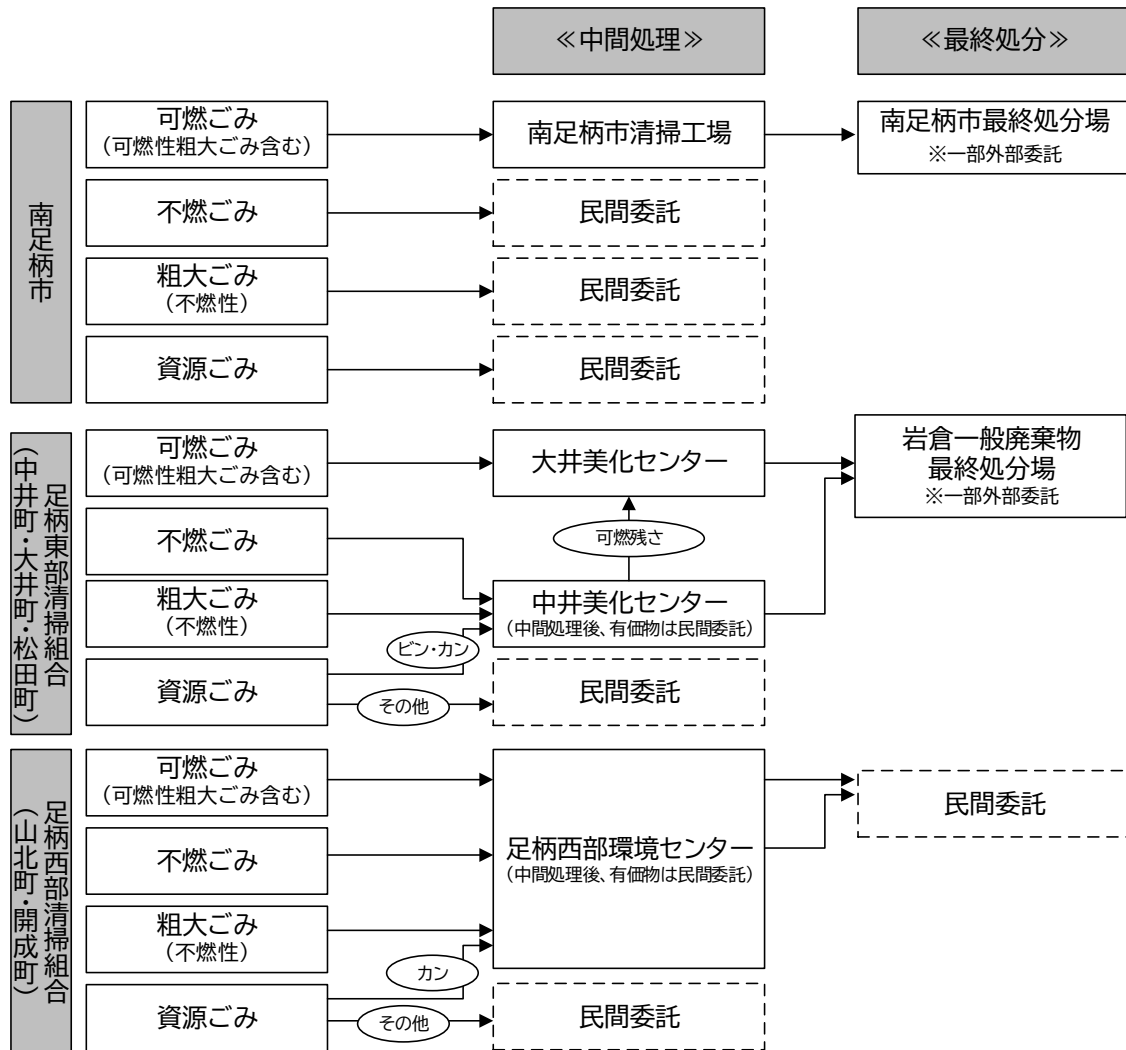 ≪中間処理≫
≪最終処分≫
南足柄市
可燃ごみ
（可燃性粗大ごみ含む）
南足柄市清掃工場
南足柄市最終処分場
※一部外部委託
不燃ごみ
民間委託
粗大ごみ
（不燃性）
民間委託
資源ごみ
民間委託
足柄東部清掃組合
（中井町・大井町・松田町）
可燃ごみ
（可燃性粗大ごみ含む）
大井美化センター
岩倉一般廃棄物
最終処分場
※一部外部委託
不燃ごみ
可燃残さ
粗大ごみ
（不燃性）
中井美化センター
（中間処理後、有価物は民間委託）
ビン・カン
資源ごみ
その他
民間委託
足柄西部清掃組合
（山北町・開成町）
可燃ごみ
（可燃性粗大ごみ含む）
民間委託
不燃ごみ
足柄西部環境センター
（中間処理後、有価物は民間委託）
粗大ごみ
（不燃性）
カン
資源ごみ
その他
民間委託